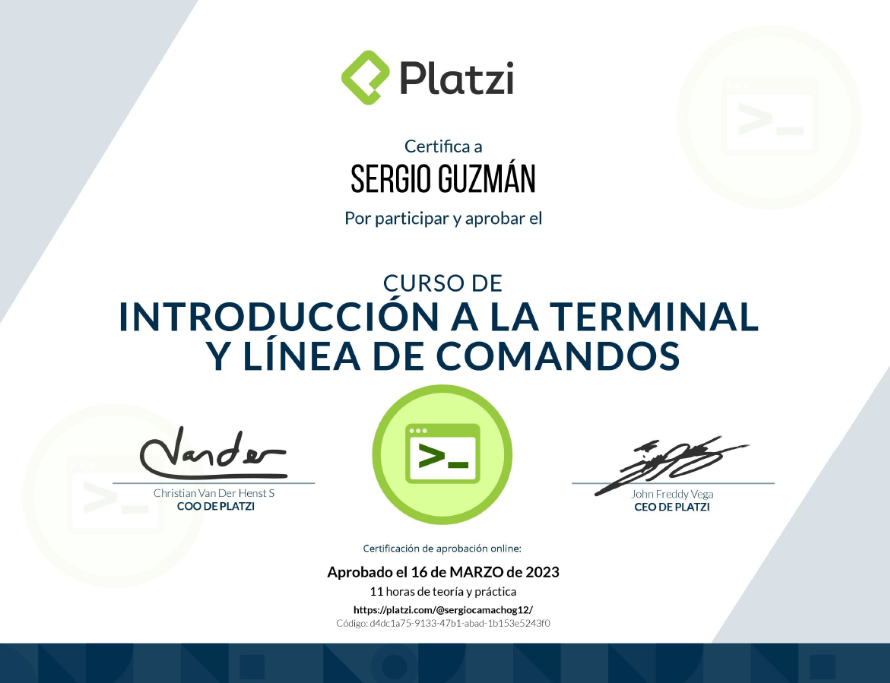 Platzi
Certifica a
SERGIO GUZMÁN
Por participar y aprobar el
CURSO DE
INTRODUCCIÓN A LA TERMINAL
Y LÍNEA DE COMANDOS
>_
Vander
Christian Van Der Henst S
COO DE PLATZI
John Freddy Vega
CEO DE PLATZI
Certificación de aprobación online:
Aprobado el 16 de MARZO de 2023
11 horas de teoría y práctica
https://platzi.com/@sergiocamachog12/
Código: d4dc1a75-9133-47b1-abad-1b153e5243f0